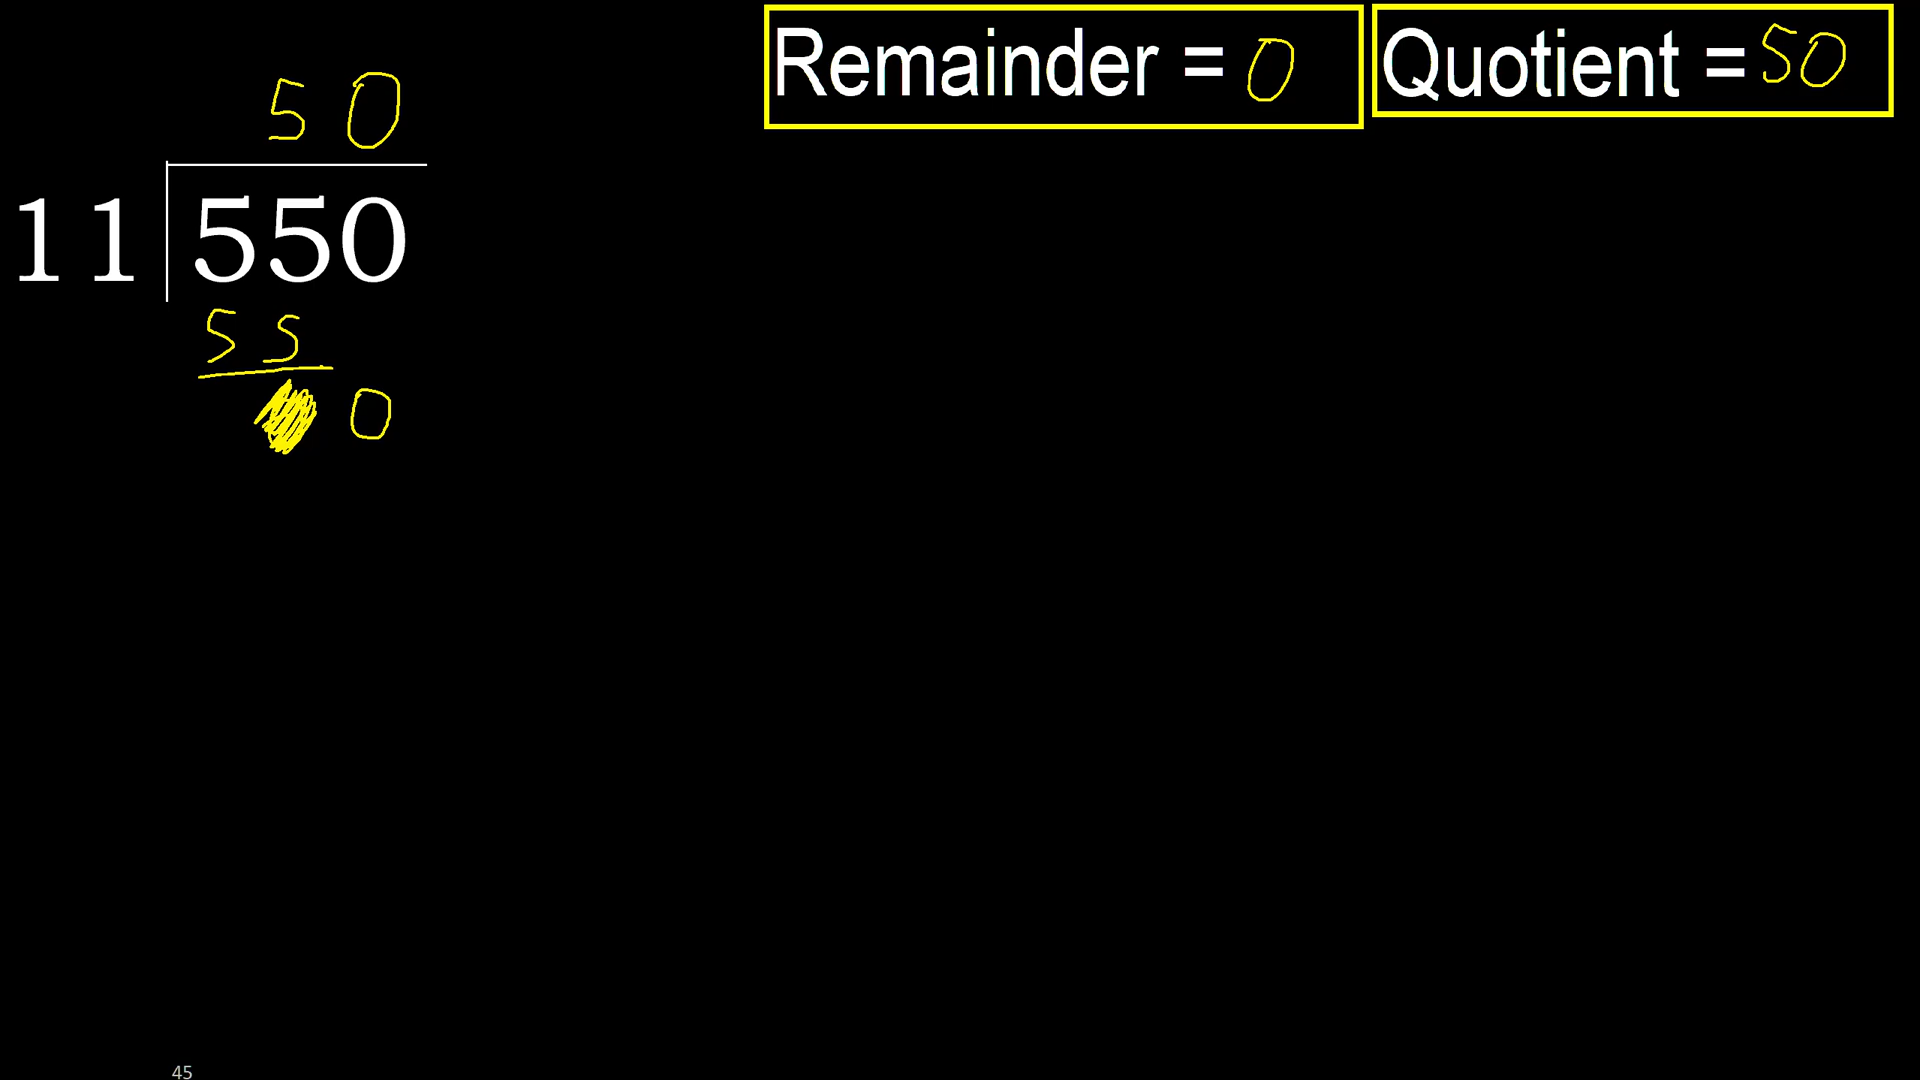 Remainder = 0
Quotient = 50
50
11 550
55
0
45